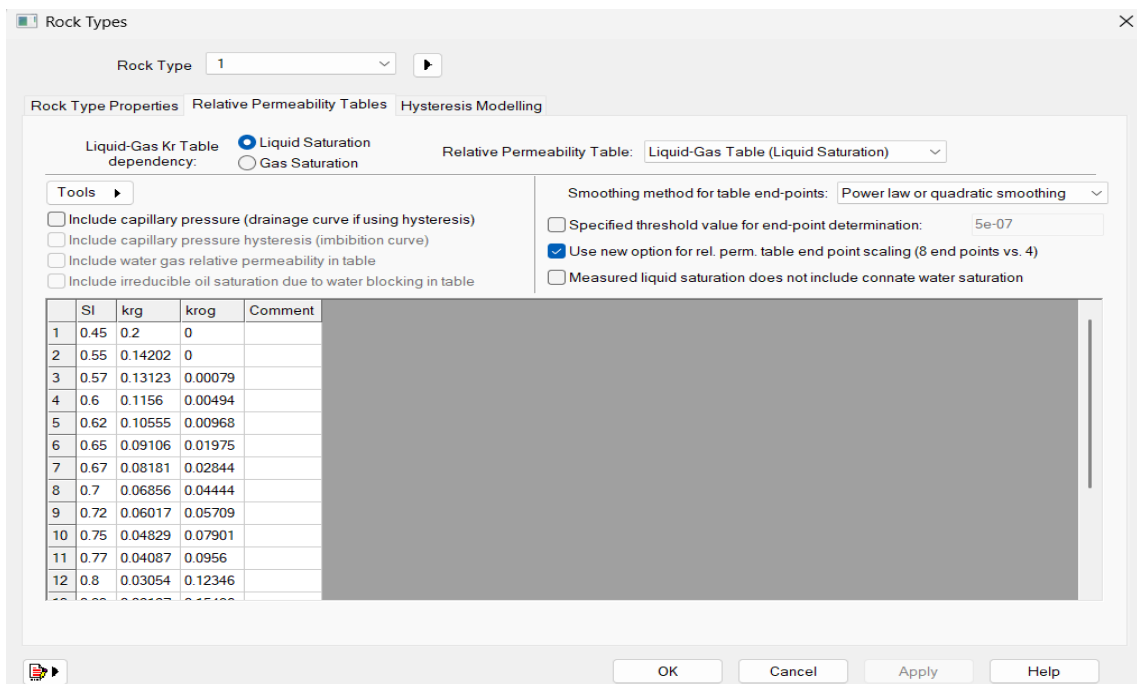 Rock Types
Rock Type 1
Rock Type Properties Relative Permeability Tables Hysteresis Modelling
Liquid-Gas Kr Table dependency:
Liquid Saturation
Gas Saturation
Relative Permeability Table: Liquid-Gas Table (Liquid Saturation)
Tools
Include capillary pressure (drainage curve if using hysteresis)
Include capillary pressure hysteresis (imbibition curve)
Include water gas relative permeability in table
Include irreducible oil saturation due to water blocking in table
Smoothing method for table end-points: Power law or quadratic smoothing
Specified threshold value for end-point determination: 5e-07
Use new option for rel. perm. table end point scaling (8 end points vs. 4)
Measured liquid saturation does not include connate water saturation
Sl krg krog Comment
1 0.45 0.2 0
2 0.55 0.14202 0
3 0.57 0.13123 0.00079
4 0.6 0.1156 0.00494
5 0.62 0.10555 0.00968
6 0.65 0.09106 0.01975
7 0.67 0.08181 0.02844
8 0.7 0.06856 0.04444
9 0.72 0.06017 0.05709
10 0.75 0.04829 0.07901
11 0.77 0.04087 0.0956
12 0.8 0.03054 0.12346
OK Cancel Apply Help